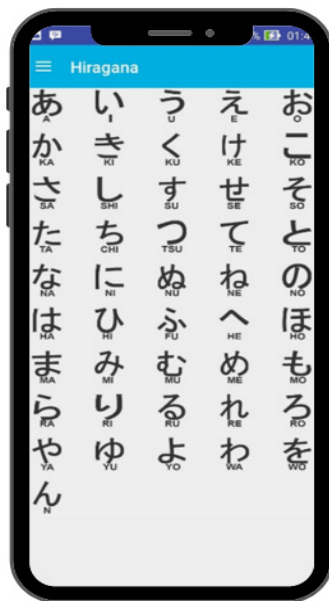 % 01:4
Hiragana
あ い う え お
A I U E O
か き く け こ
KA KI KU KE KO
さ し す せ そ
SA SHI SU SE SO
た ち つ て と
TA CHI TSU TE TO
な に ぬ ね の
NA NI NU NE NO
は ひ ふ へ ほ
HA HI FU HE HO
ま み む め も
MA MI MU ME MO
ら り る れ ろ
RA RI RU RE RO
や ゆ よ わ を
YA YU YO WA WO
ん
N